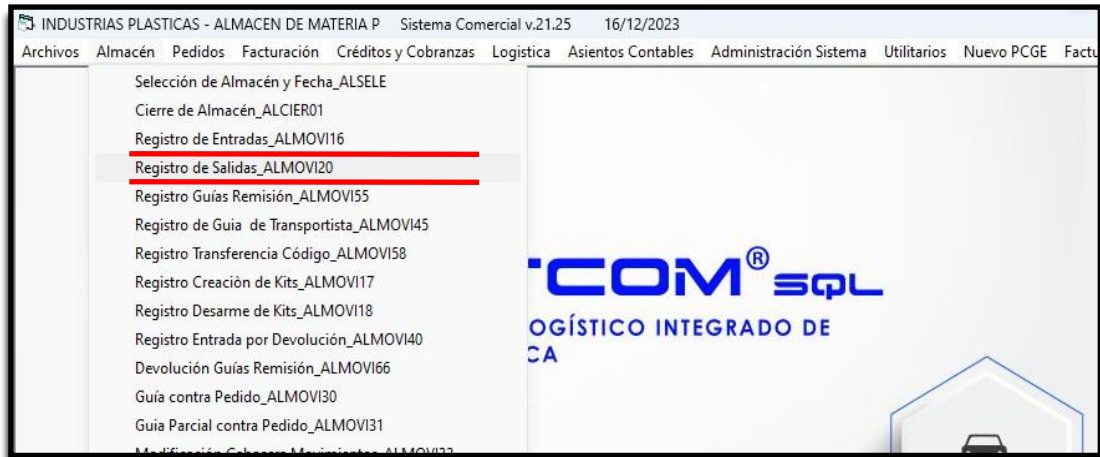 INDUSTRIAS PLASTICAS - ALMACEN DE MATERIA P Sistema Comercial v.21.25 16/12/2023
Archivos Almacén Pedidos Facturación Créditos y Cobranzas Logistica Asientos Contables Administración Sistema Utilitarios Nuevo PCGE Factu
Selección de Almacén y Fecha_ALSELE
Cierre de Almacén_ALCIER01
Registro de Entradas_ALMOVI16
Registro de Salidas_ALMOVI20
Registro Guías Remisión_ALMOVI55
Registro de Guia de Transportista_ALMOVI45
Registro Transferencia Código_ALMOVI58
Registro Creaciòn de Kits_ALMOVI17
Registro Desarme de Kits_ALMOVI18
Registro Entrada por Devolución_ALMOVI40
Devolución Guías Remisión_ALMOVI66
Guía contra Pedido_ALMOVI30
Guia Parcial contra Pedido_ALMOVI31
COM® SQL
OGÍSTICO INTEGRADO DE
CA